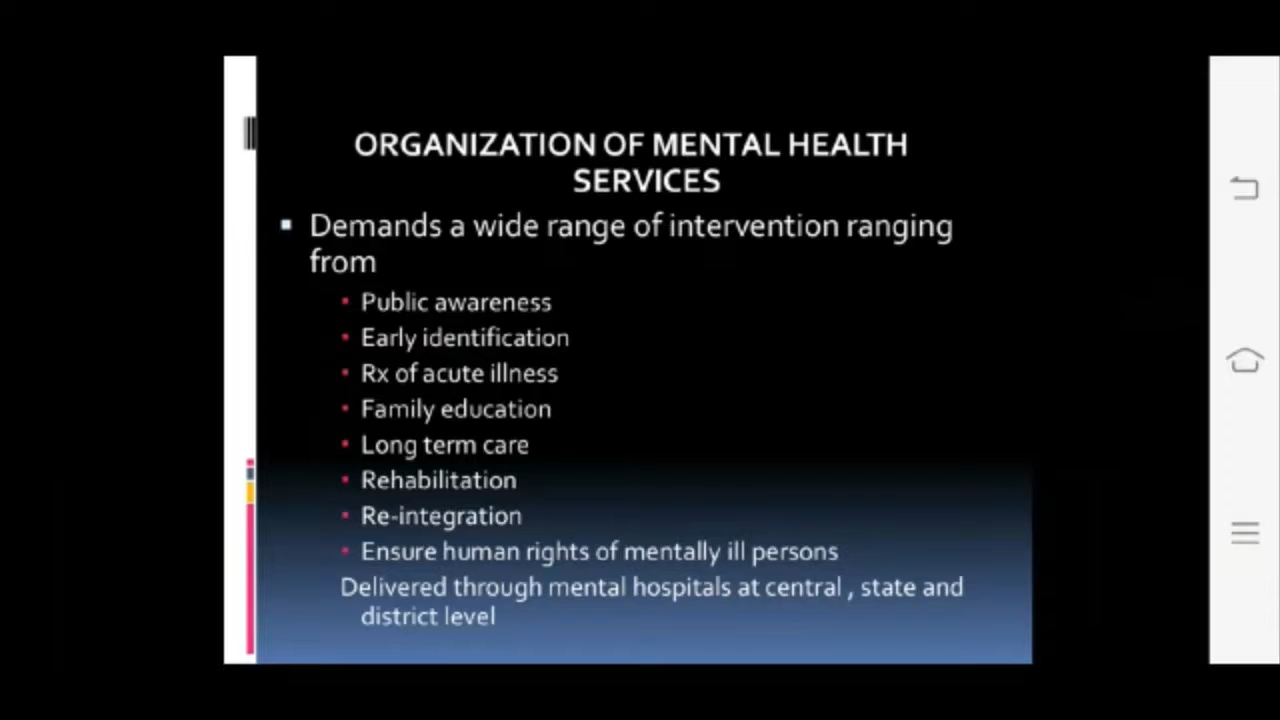 ORGANIZATION OF MENTAL HEALTH
SERVICES
Demands a wide range of intervention ranging
from
Public awareness
Early identification
Rx of acute illness
Family education
Long term care
Rehabilitation
Re-integration
Ensure human rights of mentally ill persons
Delivered through mental hospitals at central , state and
district level